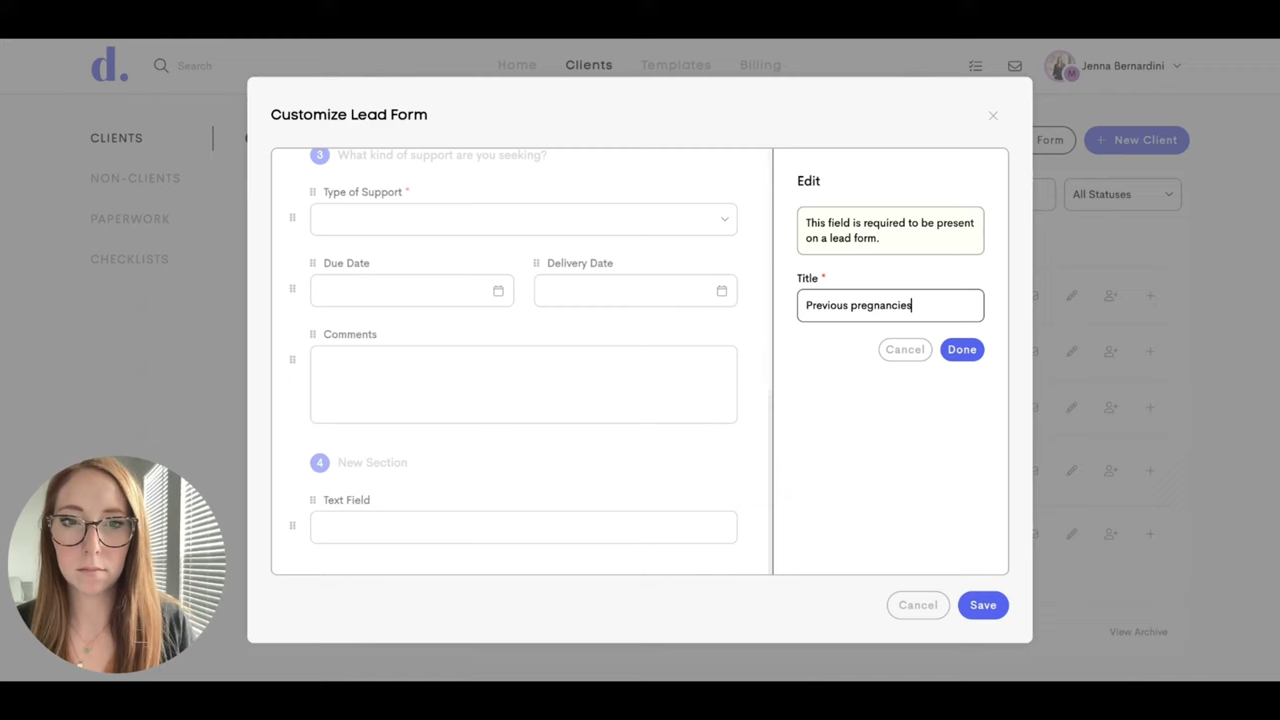 d.
Search
Home
Clients
Templates
Billing
M
Jenna Bernardini
Customize Lead Form
CLIENTS
NON-CLIENTS
PAPERWORK
CHECKLISTS
Form
+ New Client
All Statuses
3 What kind of support are you seeking?
Type of Support *
Due Date
Delivery Date
Comments
4 New Section
Text Field
Edit
This field is required to be present
on a lead form.
Title *
Previous pregnancies
Cancel
Done
Cancel
Save
View Archive